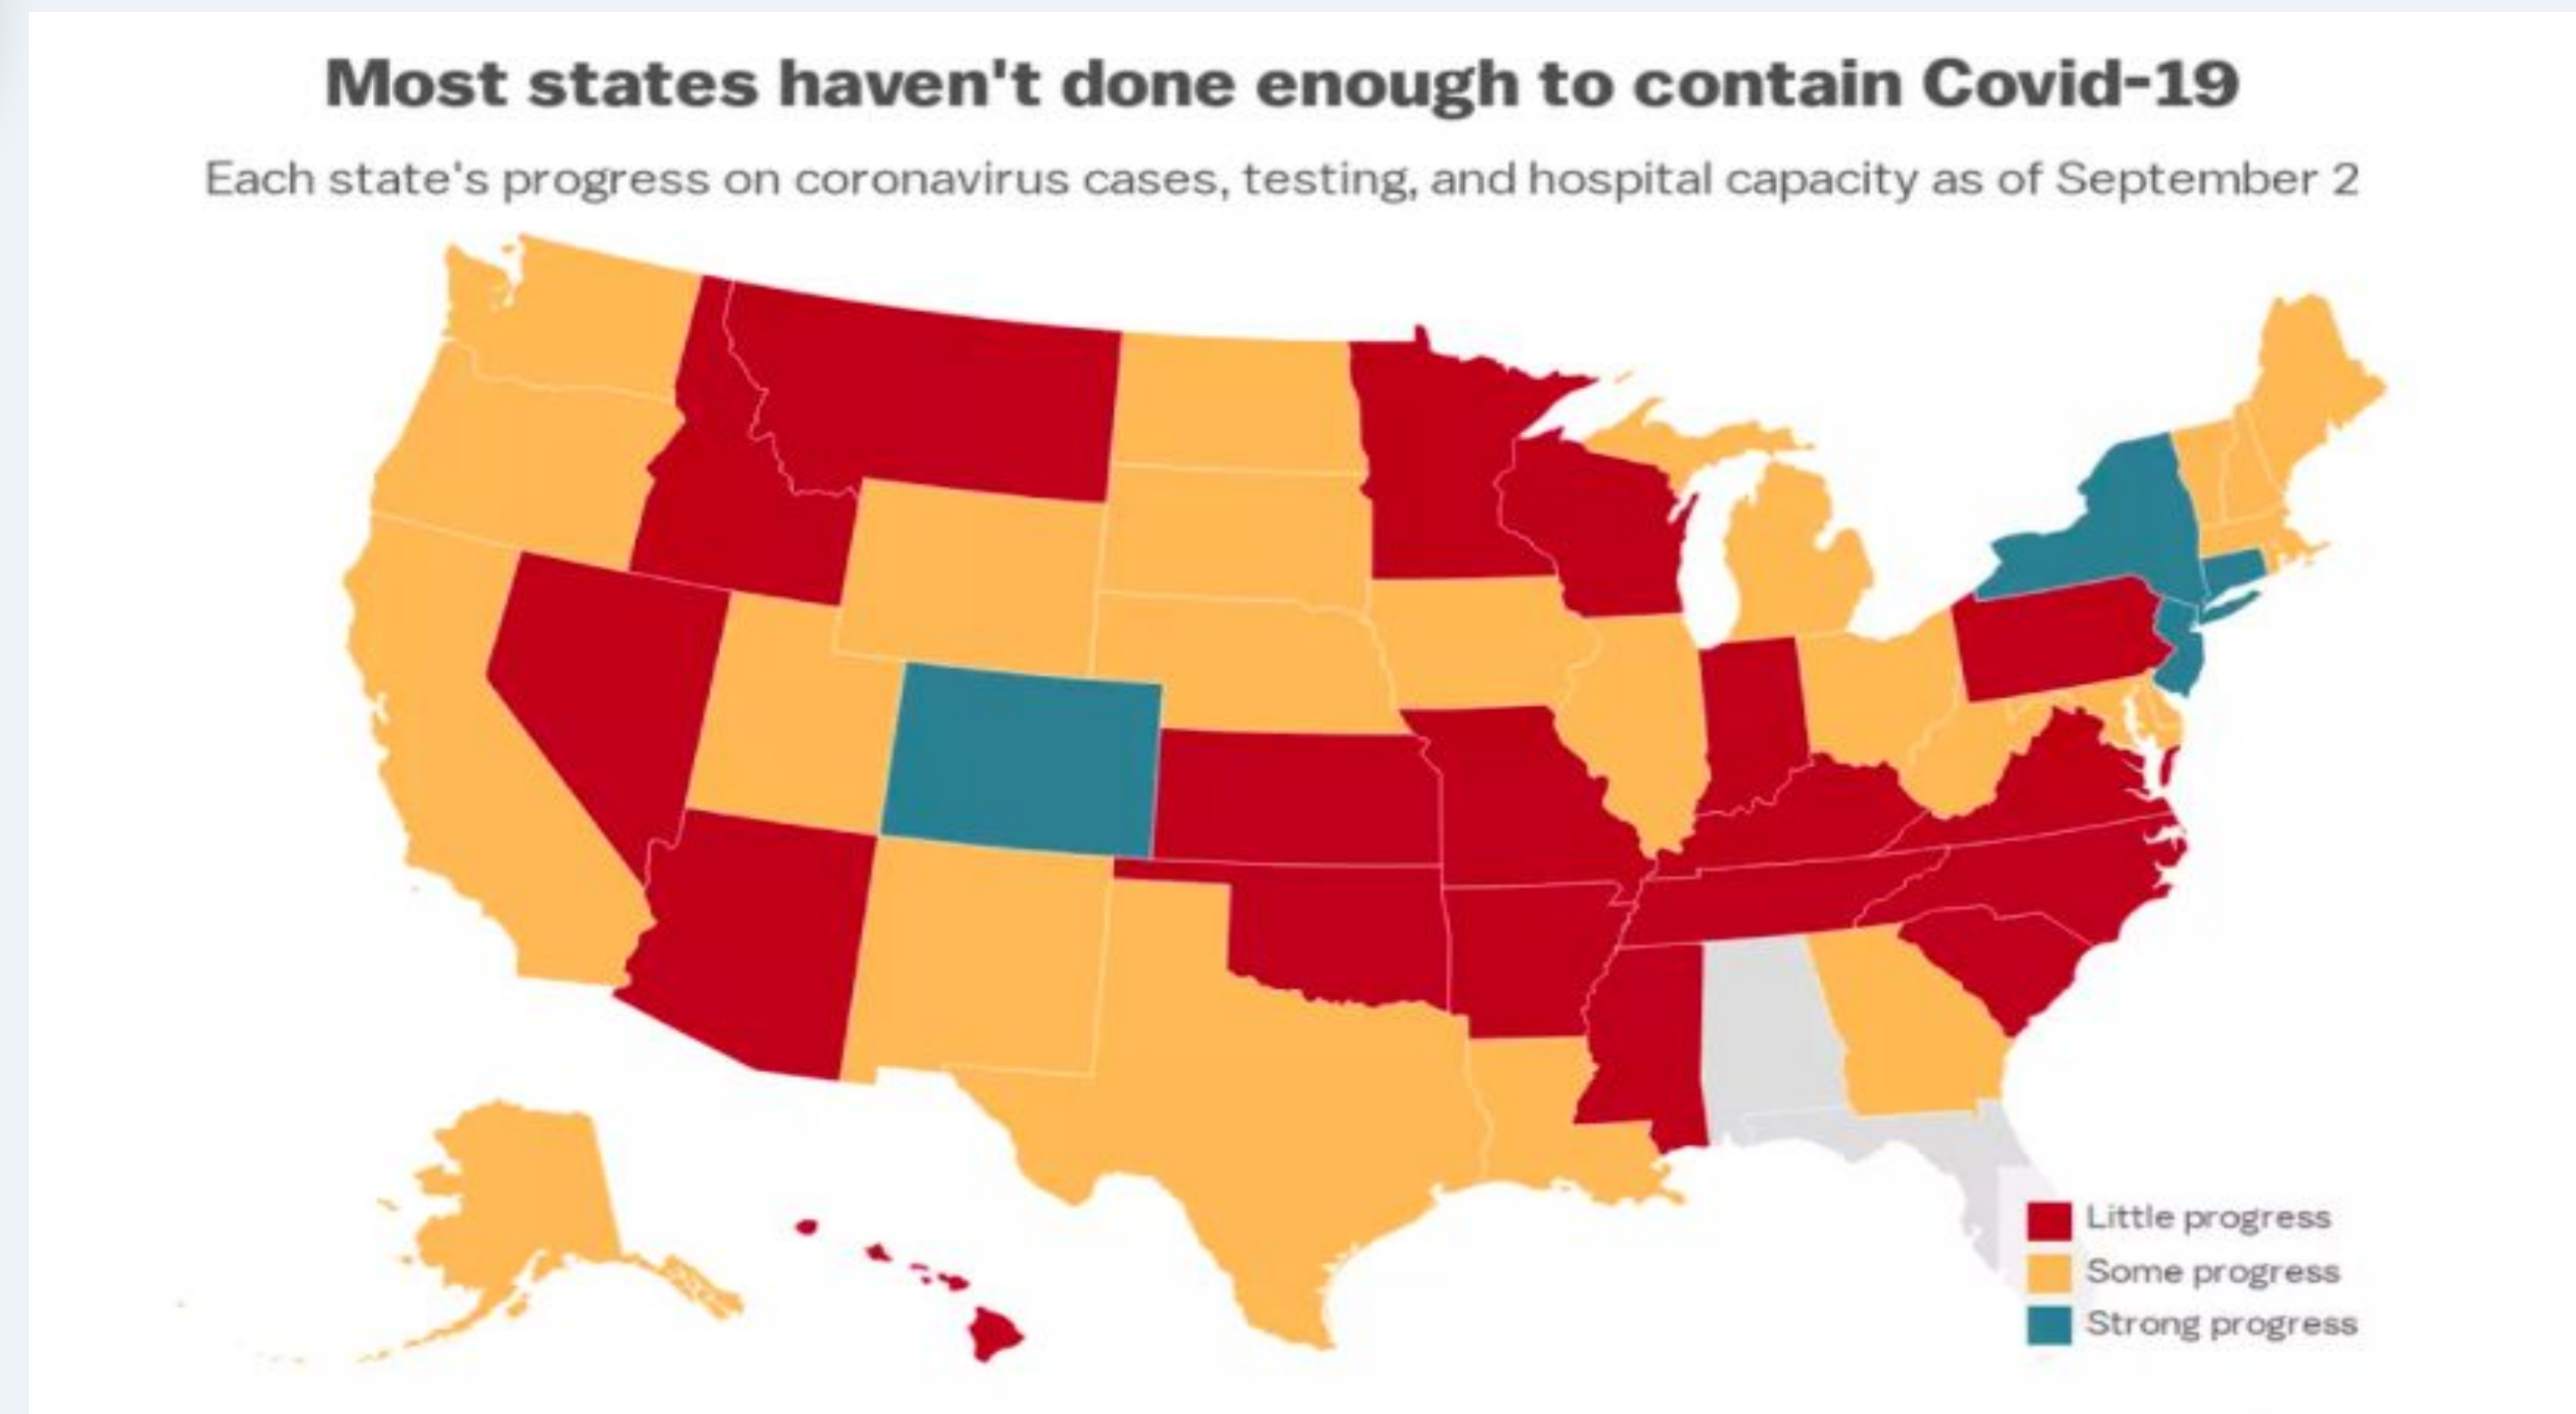 Most states haven't done enough to contain Covid-19
Each state's progress on coronavirus cases, testing, and hospital capacity as of September 2
Little progress
Some progress
Strong progress